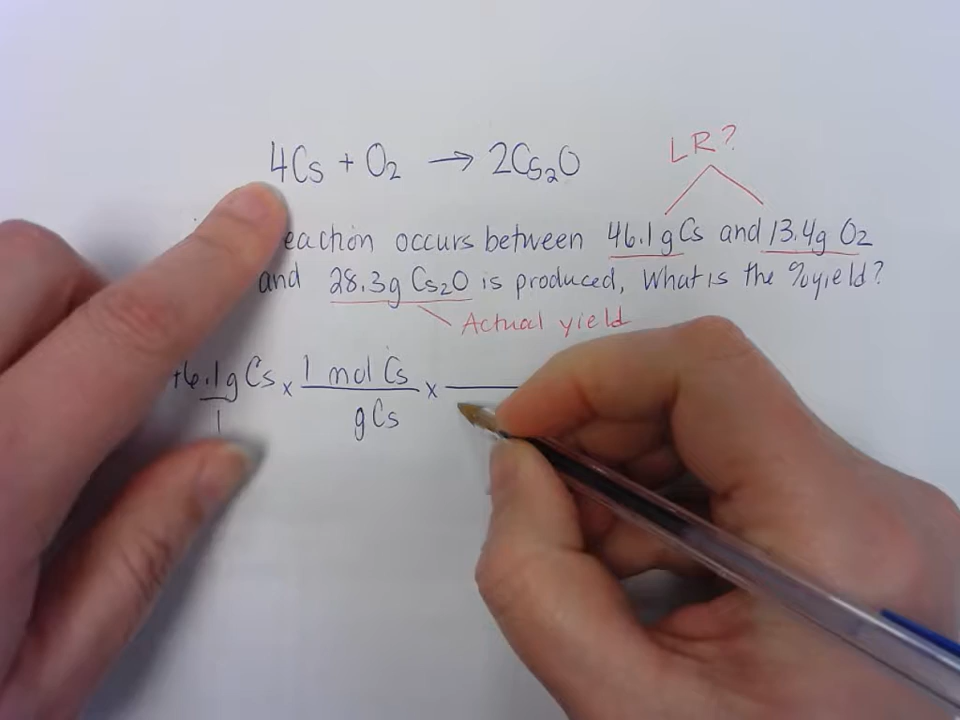 LR?
4Cs + O₂ → 2Cs₂O
eaction occurs between 46.1g Cs and 13.4g O₂
and 28.3g Cs₂O is produced, What is the % yield?
Actual yield
46.1g Cs x 1 mol Cs x
1 g Cs